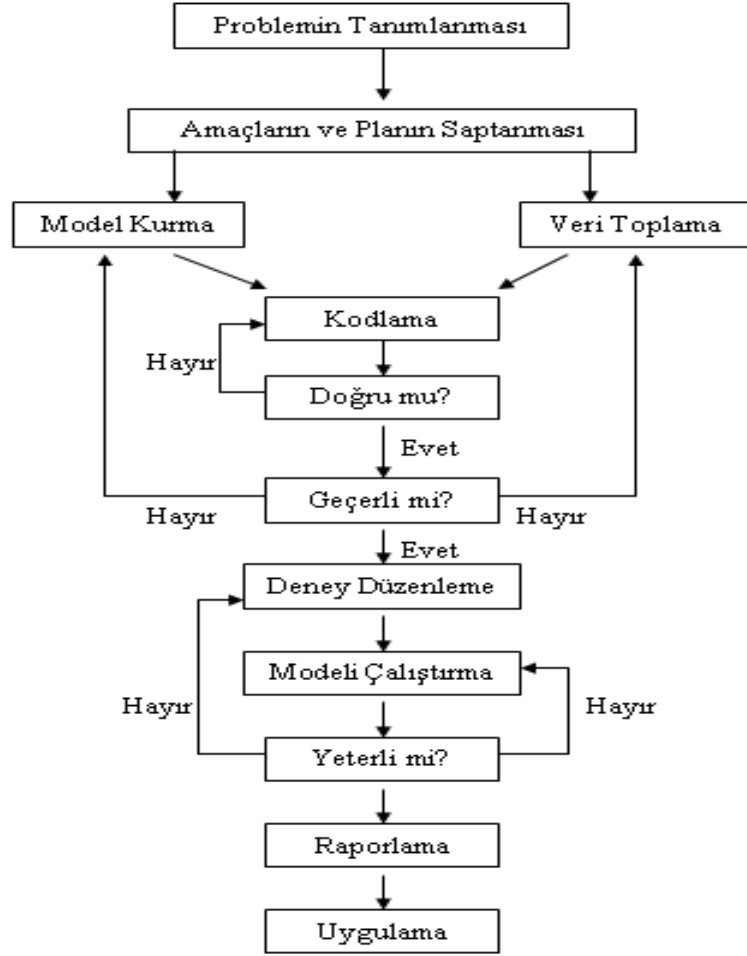 Problemin Tanımlanması
Amaçların ve Planın Saptanması
Model Kurma
Veri Toplama
Kodlama
Hayır
Doğru mu?
Evet
Geçerli mi?
Hayır
Hayır
Evet
Deney Düzenleme
Modeli Çalıştırma
Hayır
Hayır
Yeterli mi?
Raporlama
Uygulama